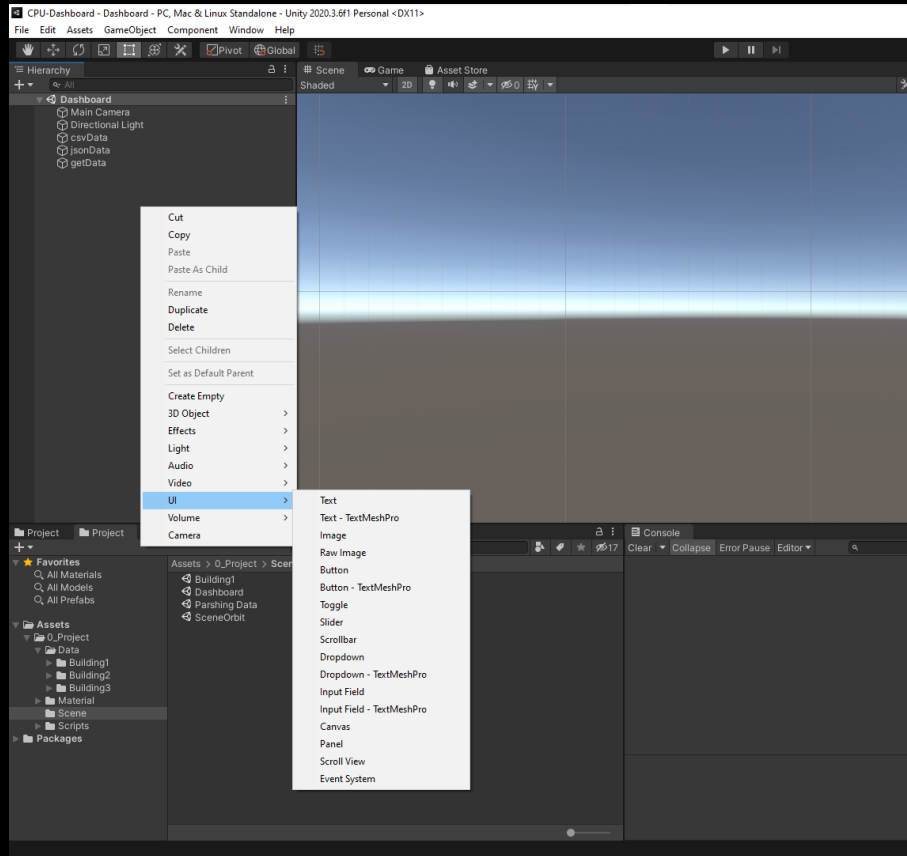 CPU-Dashboard - Dashboard - PC, Mac & Linux Standalone - Unity 2020.3.6f1 Personal <DX11>
File Edit Assets GameObject Component Window Help
Pivot Global
Hierarchy
All
Dashboard
Main Camera
Directional Light
csvData
jsonData
getData
Scene Game Asset Store
Shaded 2D 0
Cut
Copy
Paste
Paste As Child
Rename
Duplicate
Delete
Select Children
Set as Default Parent
Create Empty
3D Object
Effects
Light
Audio
Video
UI
Volume
Camera
Text
Text - TextMeshPro
Image
Raw Image
Button
Button - TextMeshPro
Toggle
Slider
Scrollbar
Dropdown
Dropdown - TextMeshPro
Input Field
Input Field - TextMeshPro
Canvas
Panel
Scroll View
Event System
Project Project
Favorites
All Materials
All Models
All Prefabs
Assets
0_Project
Data
Building1
Building2
Building3
Material
Scene
Scripts
Packages
17
Assets > 0_Project > Scen
Building1
Dashboard
Parshing Data
SceneOrbit
Console
Clear Collapse Error Pause Editor